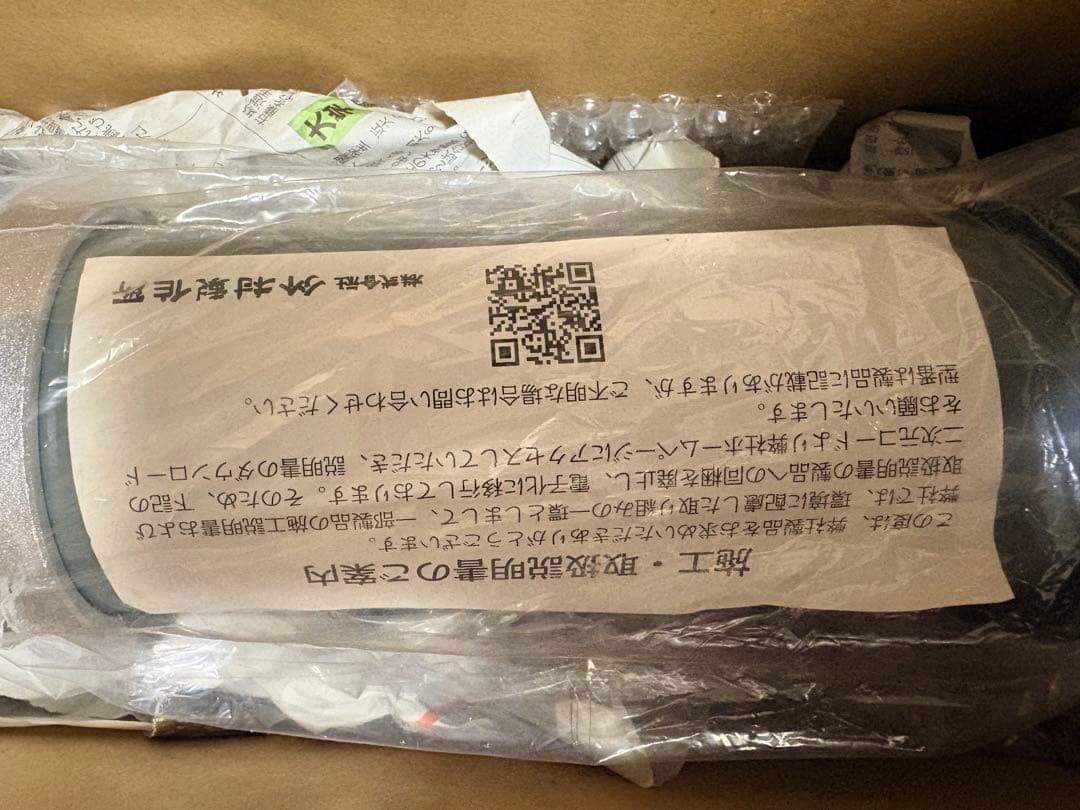 施工・取扱説明書のご案内
この度は、弊社製品をお求めいただきありがとうございます。
弊社では、環境に配慮した取り組みの一環としまして、一部製品の施工説明書および
取扱説明書の製品への同梱を廃止し、電子化に移行しております。そのため、下記の
二次元コードより弊社ホームページにアクセスしていただき、説明書のダウンロード
をお願いいたします。
型番は製品に記載がありますが、ご不明な場合はお問い合わせください。
株式会社 外村製作所
大